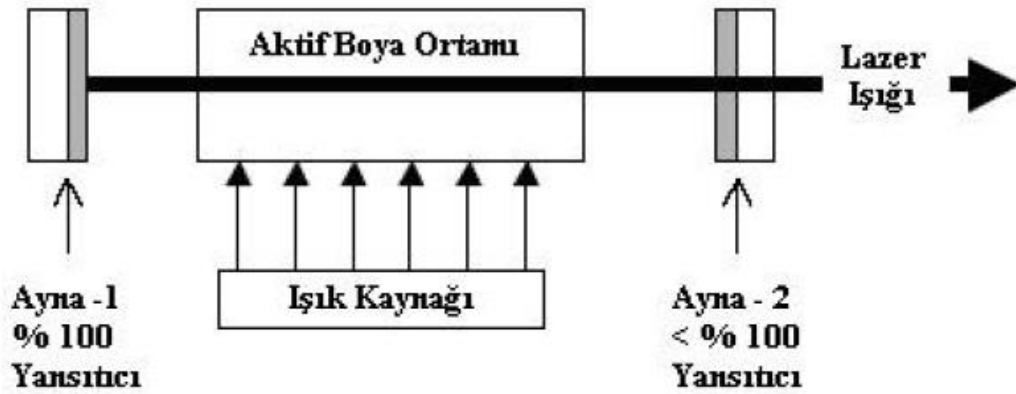 Aktif Boya Ortamı
Lazer
Işığı
Işık Kaynağı
Ayna -1
% 100
Yansıtıcı
Ayna - 2
< % 100
Yansıtıcı